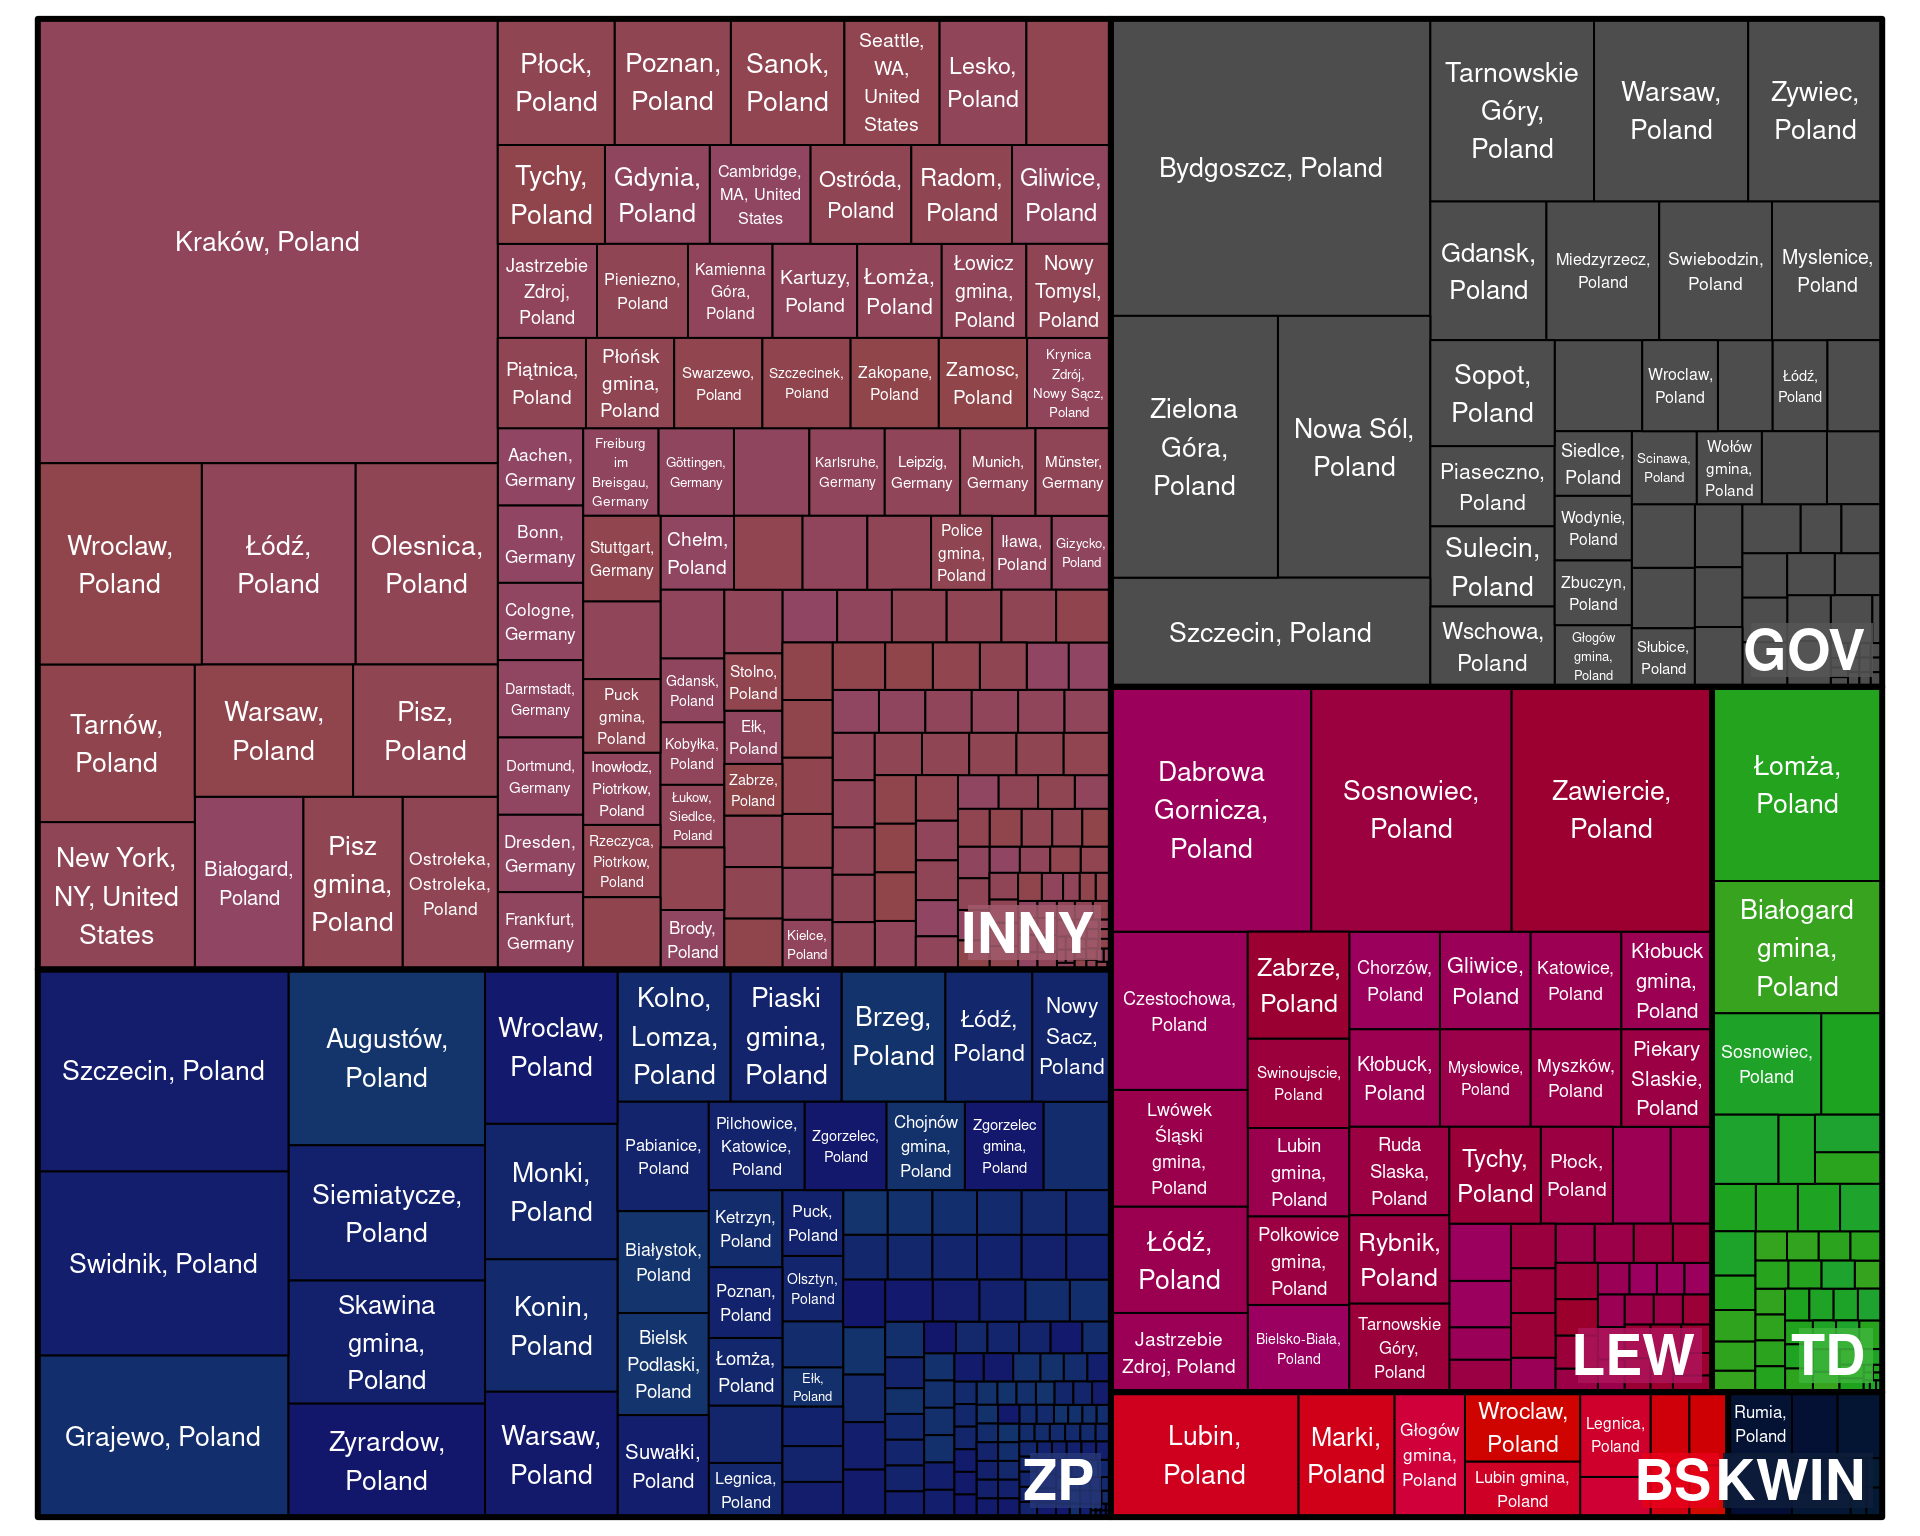 Kraków, Poland
Płock,
Poland
Poznan,
Poland
Sanok,
Poland
Seattle,
WA,
United
States
Lesko,
Poland
Tychy,
Poland
Gdynia,
Poland
Cambridge,
MA, United
States
Ostróda,
Poland
Radom,
Poland
Gliwice,
Poland
Jastrzebie
Zdroj,
Poland
Pieniezno,
Poland
Kamienna
Góra,
Poland
Kartuzy,
Poland
Łomża,
Poland
Łowicz
gmina,
Poland
Nowy
Tomysl,
Poland
Piątnica,
Poland
Płońsk
gmina,
Poland
Swarzewo,
Poland
Szczecinek,
Poland
Zakopane,
Poland
Zamosc,
Poland
Krynica
Zdrój,
Nowy Sącz,
Poland
Wroclaw,
Poland
Łódź,
Poland
Olesnica,
Poland
Tarnów,
Poland
Warsaw,
Poland
Pisz,
Poland
New York,
NY, United
States
Białogard,
Poland
Pisz
gmina,
Poland
Ostrołeka,
Ostroleka,
Poland
Aachen,
Germany
Freiburg
im
Breisgau,
Germany
Göttingen,
Germany
Karlsruhe,
Germany
Leipzig,
Germany
Munich,
Germany
Münster,
Germany
Bonn,
Germany
Stuttgart,
Germany
Chełm,
Poland
Police
gmina,
Poland
Iława,
Poland
Gizycko,
Poland
Cologne,
Germany
Darmstadt,
Germany
Puck
gmina,
Poland
Gdansk,
Poland
Stolno,
Poland
Dortmund,
Germany
Inowłodz,
Piotrkow,
Poland
Kobyłka,
Poland
Ełk,
Poland
Zabrze,
Poland
Łukow,
Siedlce,
Poland
Dresden,
Germany
Rzeczyca,
Piotrkow,
Poland
Frankfurt,
Germany
Brody,
Poland
Kielce,
Poland
INNY
Bydgoszcz, Poland
Tarnowskie
Góry,
Poland
Warsaw,
Poland
Zywiec,
Poland
Gdansk,
Poland
Miedzyrzecz,
Poland
Swiebodzin,
Poland
Myslenice,
Poland
Zielona
Góra,
Poland
Nowa Sól,
Poland
Szczecin, Poland
Sopot,
Poland
Wroclaw,
Poland
Łódź,
Poland
Piaseczno,
Poland
Siedlce,
Poland
Scinawa,
Poland
Wołów
gmina,
Poland
Sulecin,
Poland
Wodynie,
Poland
Zbuczyn,
Poland
Wschowa,
Poland
Głogów
gmina,
Poland
Słubice,
Poland
GOV
Dabrowa
Gornicza,
Poland
Sosnowiec,
Poland
Zawiercie,
Poland
Czestochowa,
Poland
Zabrze,
Poland
Chorzów,
Poland
Gliwice,
Poland
Katowice,
Poland
Kłobuck
gmina,
Poland
Swinoujscie,
Poland
Kłobuck,
Poland
Mysłowice,
Poland
Myszków,
Poland
Piekary
Slaskie,
Poland
Lwówek
Śląski
gmina,
Poland
Lubin
gmina,
Poland
Ruda
Slaska,
Poland
Tychy,
Poland
Płock,
Poland
Łódź,
Poland
Polkowice
gmina,
Poland
Rybnik,
Poland
Jastrzebie
Zdroj, Poland
Bielsko-Biała,
Poland
Tarnowskie
Góry,
Poland
LEW
Łomża,
Poland
Białogard
gmina,
Poland
Sosnowiec,
Poland
TD
Szczecin, Poland
Augustów,
Poland
Wroclaw,
Poland
Kolno,
Lomza,
Poland
Piaski
gmina,
Poland
Brzeg,
Poland
Łódź,
Poland
Nowy
Sacz,
Poland
Swidnik, Poland
Siemiatycze,
Poland
Monki,
Poland
Pabianice,
Poland
Pilchowice,
Katowice,
Poland
Zgorzelec,
Poland
Chojnów
gmina,
Poland
Zgorzelec
gmina,
Poland
Skawina
gmina,
Poland
Konin,
Poland
Białystok,
Poland
Ketrzyn,
Poland
Puck,
Poland
Poznan,
Poland
Olsztyn,
Poland
Grajewo, Poland
Zyrardow,
Poland
Warsaw,
Poland
Bielsk
Podlaski,
Poland
Łomża,
Poland
Ełk,
Poland
Suwałki,
Poland
Legnica,
Poland
ZP
Lubin,
Poland
Marki,
Poland
Głogów
gmina,
Poland
Wroclaw,
Poland
Lubin gmina,
Poland
Legnica,
Poland
BS
Rumia,
Poland
KWIN